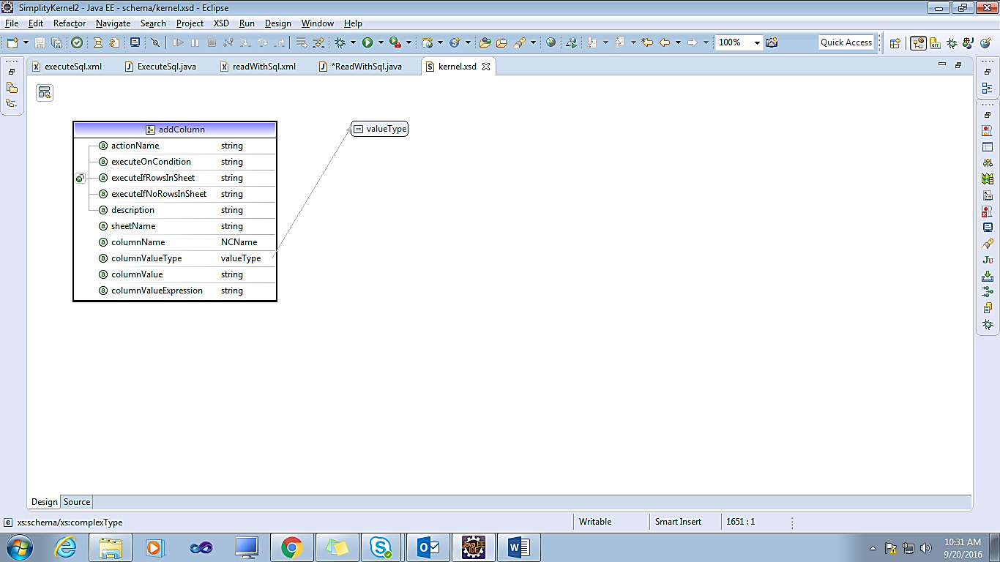 SimplityKernel2 - Java EE - schema/kernel.xsd - Eclipse
File Edit Refactor Navigate Search Project XSD Run Design Window Help
100% Quick Access
executeSql.xml ExecuteSql.java readWithSql.xml *ReadWithSql.java kernel.xsd
addColumn valueType
actionName string
executeOnCondition string
executeIfRowsInSheet string
executeIfNoRowsInSheet string
description string
sheetName string
columnName NCName
columnValueType valueType
columnValue string
columnValueExpression string
Design Source
xs:schema/xs:complexType Writable Smart Insert 1651 : 1
Java EE IDE
10:31 AM
9/20/2016